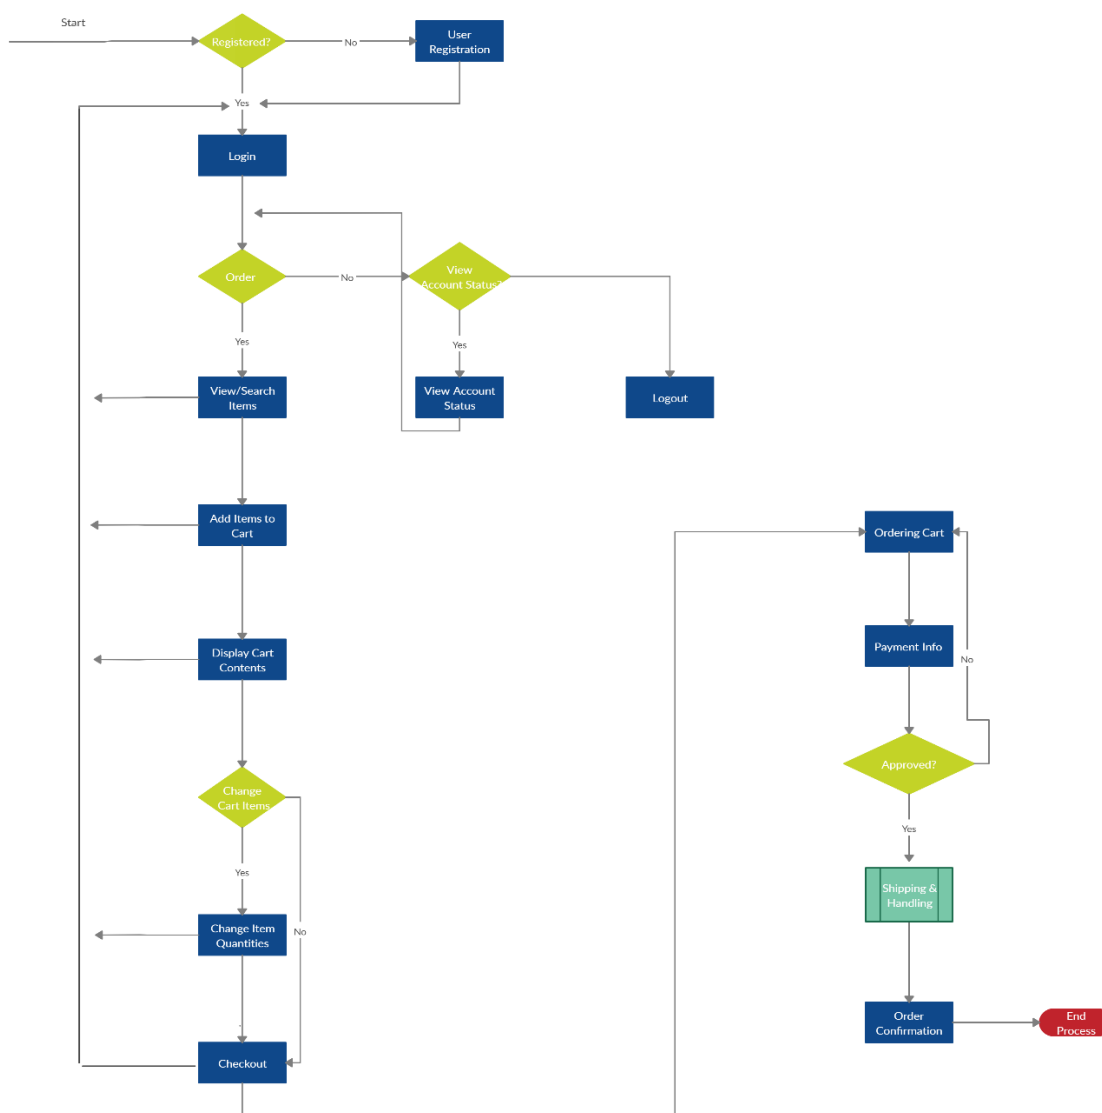 Start
Registered?
No
User
Registration
Yes
Login
Order
No
View
Account Status?
Yes
Yes
View/Search
Items
View Account
Status
Logout
Add Items to
Cart
Display Cart
Contents
Change
Cart Items
Yes
No
Change Item
Quantities
Checkout
Ordering Cart
Payment Info
No
Approved?
Yes
Shipping &
Handling
Order
Confirmation
End
Process